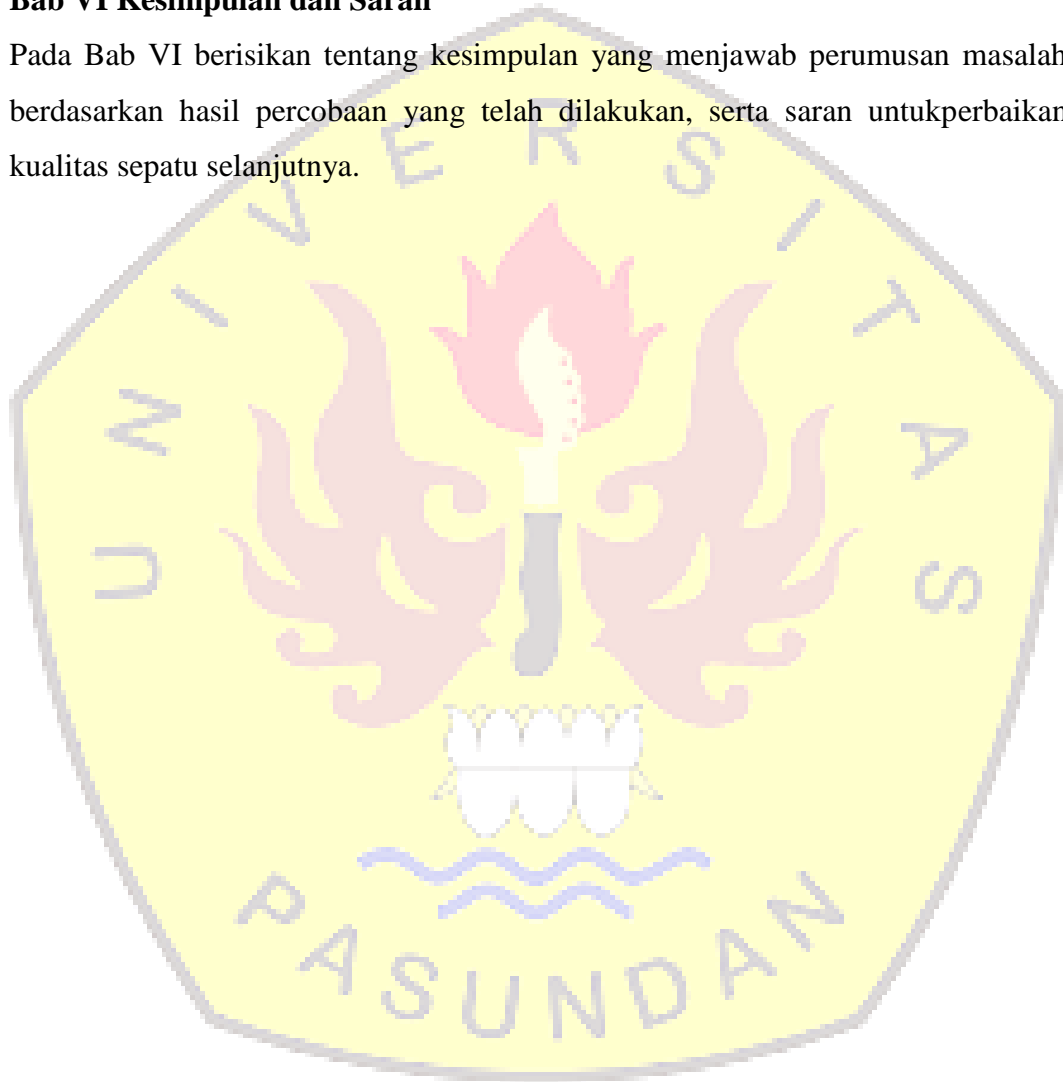 Bab VI Kesimpulan dan Saran
Pada Bab VI berisikan tentang kesimpulan yang menjawab perumusan masalah
berdasarkan hasil percobaan yang telah dilakukan, serta saran untukperbaikan
kualitas sepatu selanjutnya.
UNIVERSITAS
PASUNDAN